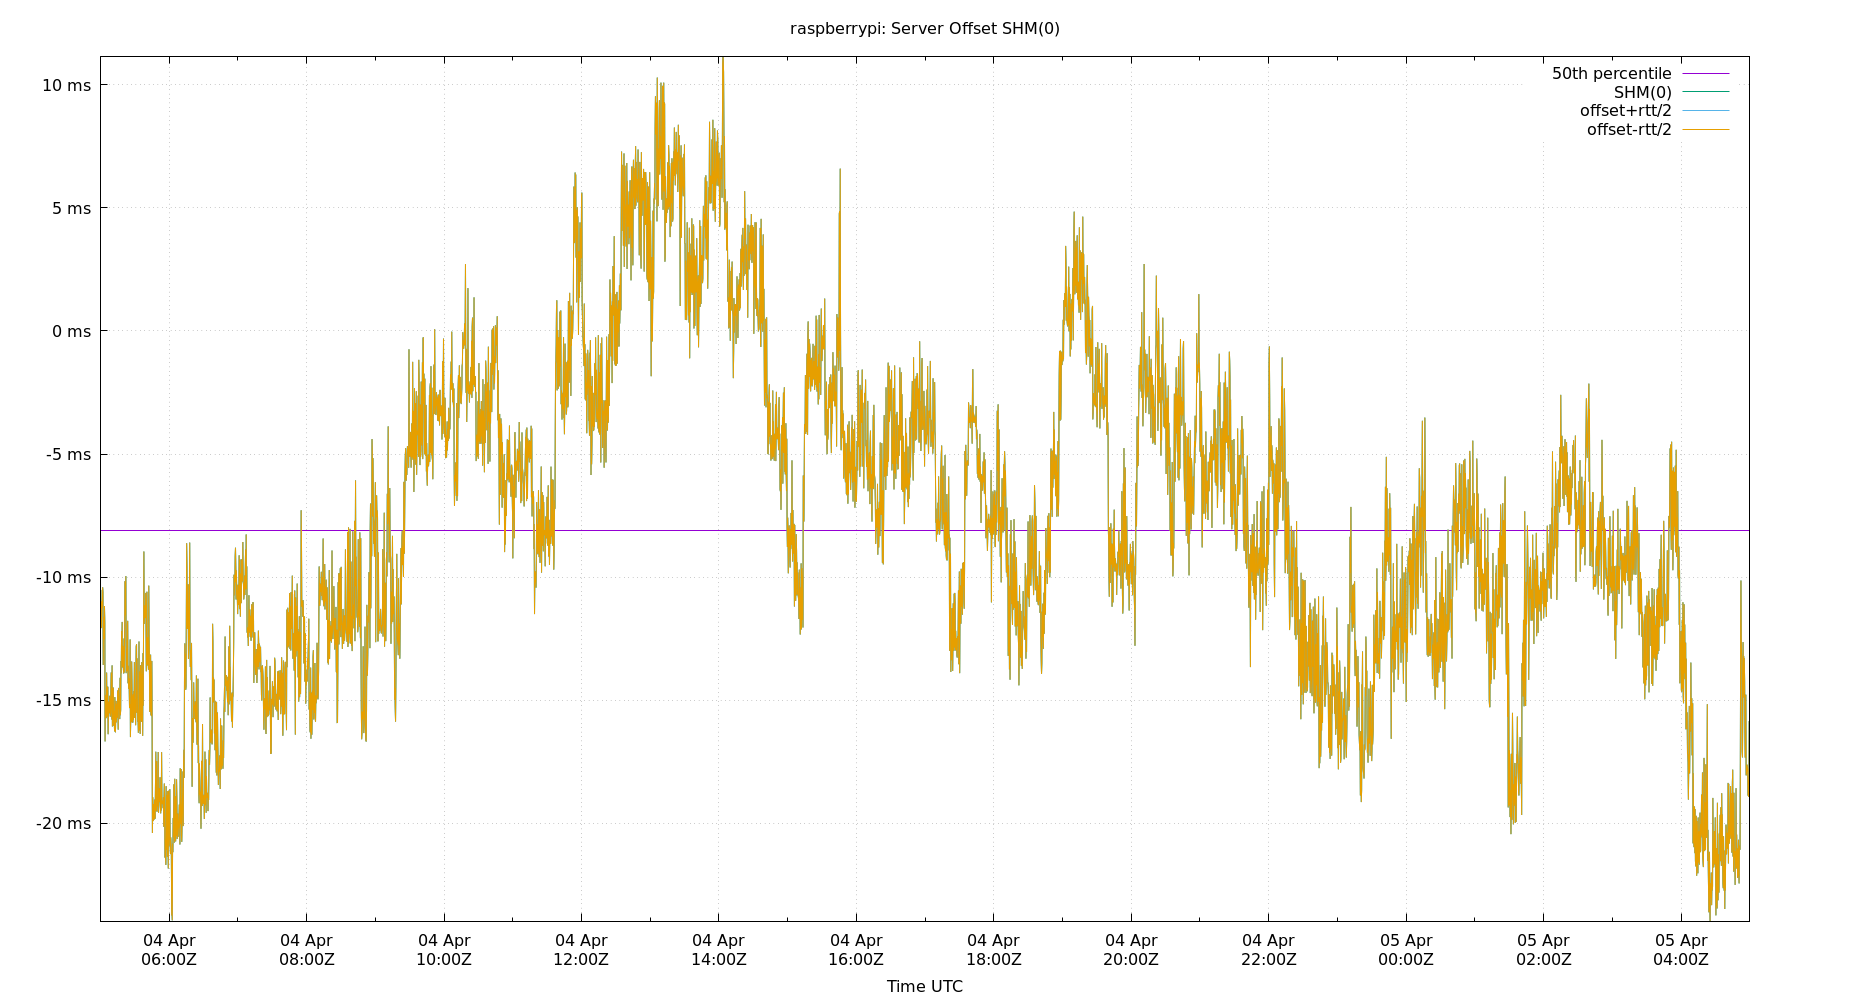 raspberrypi: Server Offset SHM(0)
50th percentile
SHM(0)
offset+rtt/2
offset-rtt/2
10 ms
5 ms
0 ms
-5 ms
-10 ms
-15 ms
-20 ms
04 Apr 04 Apr 04 Apr 04 Apr 04 Apr 04 Apr 04 Apr 04 Apr 04 Apr 05 Apr 05 Apr 05 Apr
06:00Z 08:00Z 10:00Z 12:00Z 14:00Z 16:00Z 18:00Z 20:00Z 22:00Z 00:00Z 02:00Z 04:00Z
Time UTC